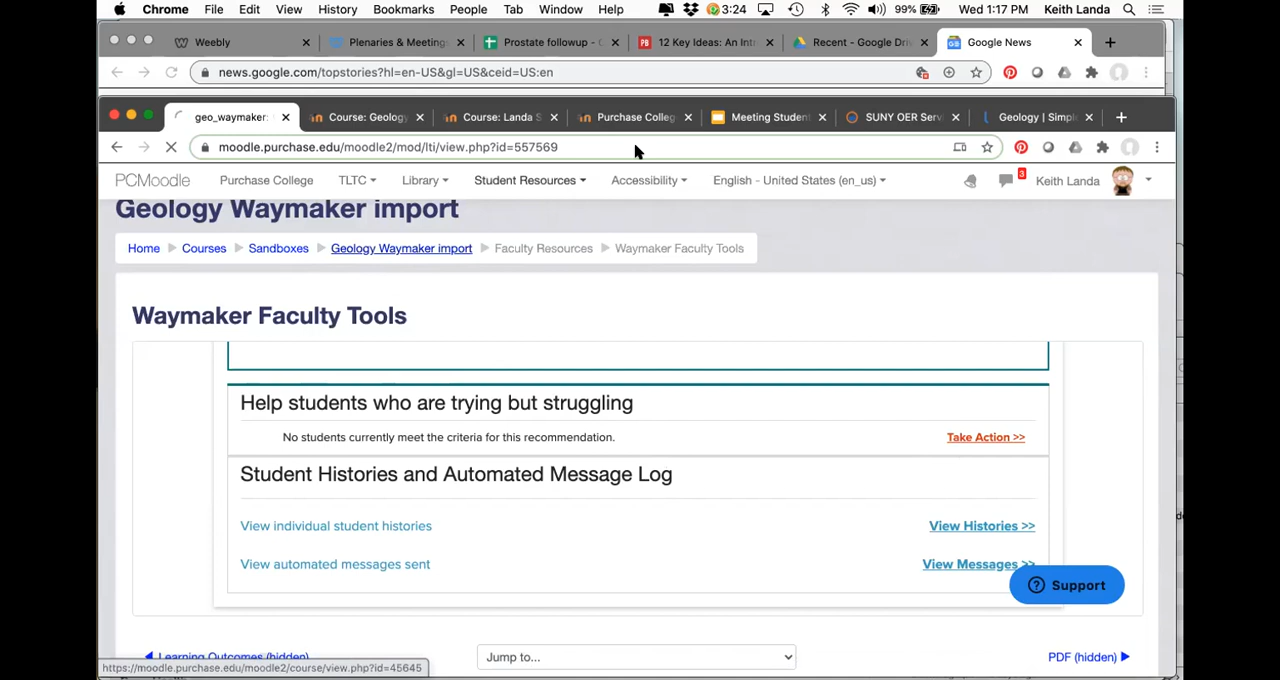 Chrome File Edit View History Bookmarks People Tab Window Help 3:24 99% Wed 1:17 PM Keith Landa
Weebly Plenaries & Meeting Prostate followup - 12 Key Ideas: An Int Recent - Google Dri Google News
news.google.com/topstories?hl=en-US&gl=US&ceid=US:en
geo_waymaker: Course: Geology Course: Landa S Purchase Colleg Meeting Student SUNY OER Serv Geology | Simpl
moodle.purchase.edu/moodle2/mod/lti/view.php?id=557569
PCMoodle Purchase College TLTC Library Student Resources Accessibility English - United States (en_us) 3 Keith Landa
Geology Waymaker import
Home Courses Sandboxes Geology Waymaker import Faculty Resources Waymaker Faculty Tools
Waymaker Faculty Tools
Help students who are trying but struggling
No students currently meet the criteria for this recommendation. Take Action >>
Student Histories and Automated Message Log
View individual student histories View Histories >>
View automated messages sent View Messages >>
Support
Learning Outcomes (hidden) Jump to... PDF (hidden)
https://moodle.purchase.edu/moodle2/course/view.php?id=45645